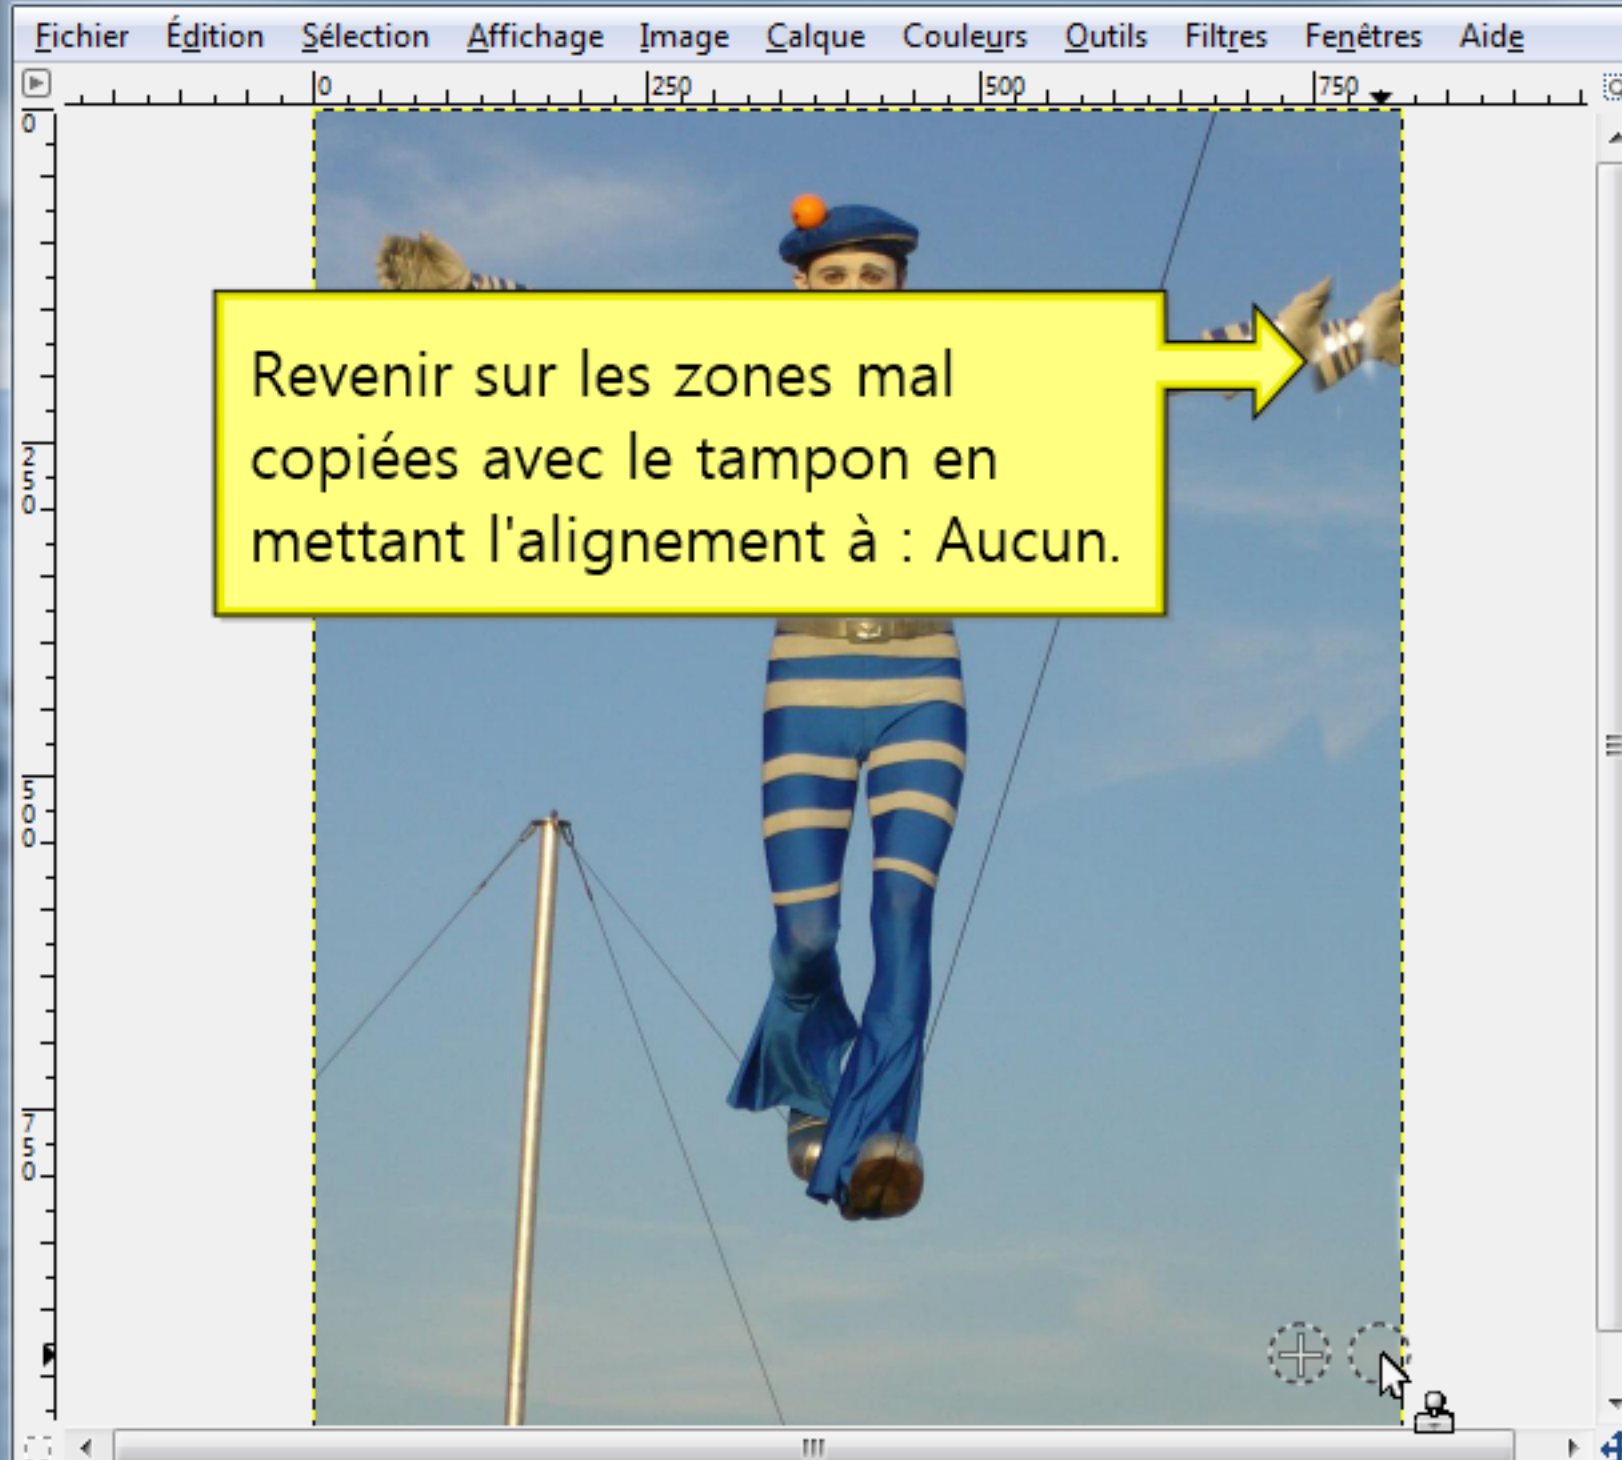 Fichier Édition Sélection Affichage Image Calque Couleurs Outils Filtres Fenêtres Aide
0 250 500 750
0
250
500
750
Revenir sur les zones mal
copiées avec le tampon en
mettant l'alignement à : Aucun.